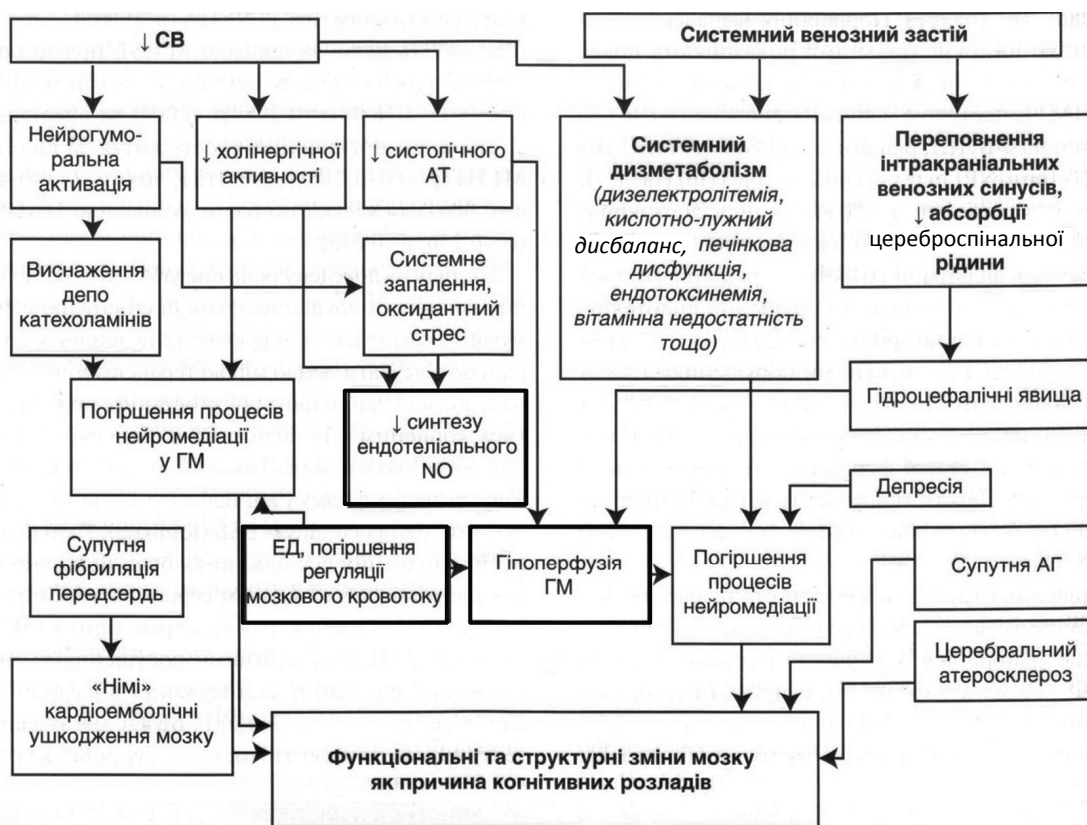 ↓ СВ
Системний венозний застій
Нейрогумо-
ральна
активація
↓ холінергічної
активності
↓ систолічного
АТ
Системний
дизметаболізм
(дизелектролітемія,
кислотно-лужний
дисбаланс, печінкова
дисфункція,
ендотоксинемія,
вітамінна недостатність
тощо)
Переповнення
інтракраніальних
венозних синусів,
↓ абсорбції
цереброспінальної
рідини
Виснаження
депо
катехоламінів
Системне
запалення,
оксидантний
стрес
Погіршення процесів
нейромедіації
у ГМ
↓ синтезу
ендотеліального
NO
Гідроцефалічні явища
Депресія
Супутня
фібриляція
передсердь
ЕД, погіршення
регуляції
мозкового кровотоку
Гіпоперфузія
ГМ
Погіршення
процесів
нейромедіації
Супутня АГ
«Німі»
кардіоемболічні
ушкодження мозку
Церебральний
атеросклероз
Функціональні та структурні зміни мозку
як причина когнітивних розладів